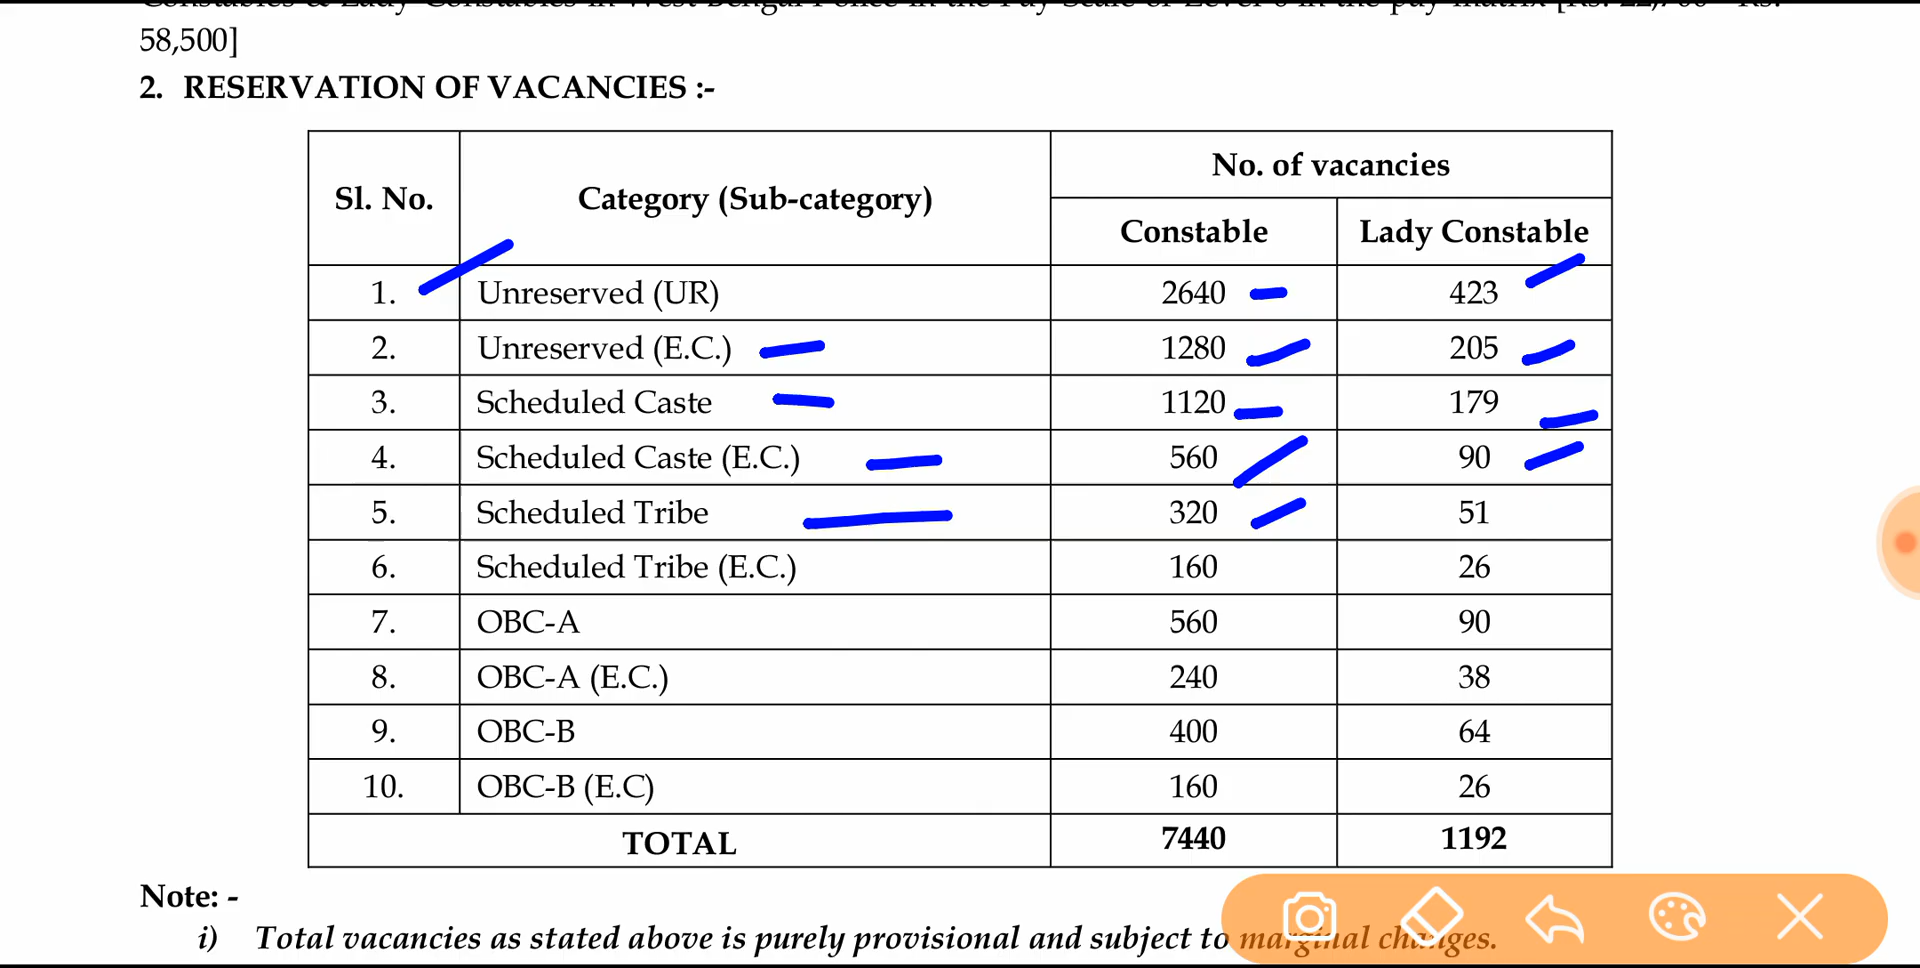 58,500]
2. RESERVATION OF VACANCIES :-
Sl. No. Category (Sub-category) No. of vacancies
Constable Lady Constable
1. Unreserved (UR) 2640 423
2. Unreserved (E.C.) 1280 205
3. Scheduled Caste 1120 179
4. Scheduled Caste (E.C.) 560 90
5. Scheduled Tribe 320 51
6. Scheduled Tribe (E.C.) 160 26
7. OBC-A 560 90
8. OBC-A (E.C.) 240 38
9. OBC-B 400 64
10. OBC-B (E.C) 160 26
TOTAL 7440 1192
Note: -
i) Total vacancies as stated above is purely provisional and subject to marginal changes.